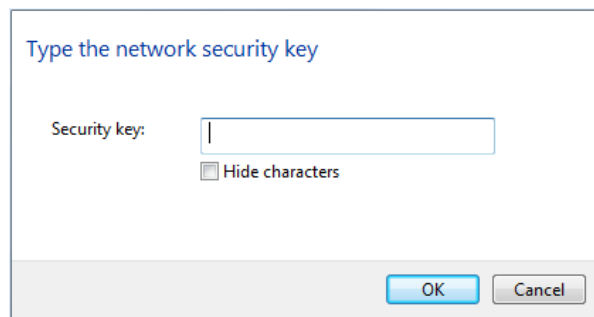 Type the network security key
Security key:
Hide characters
OK Cancel